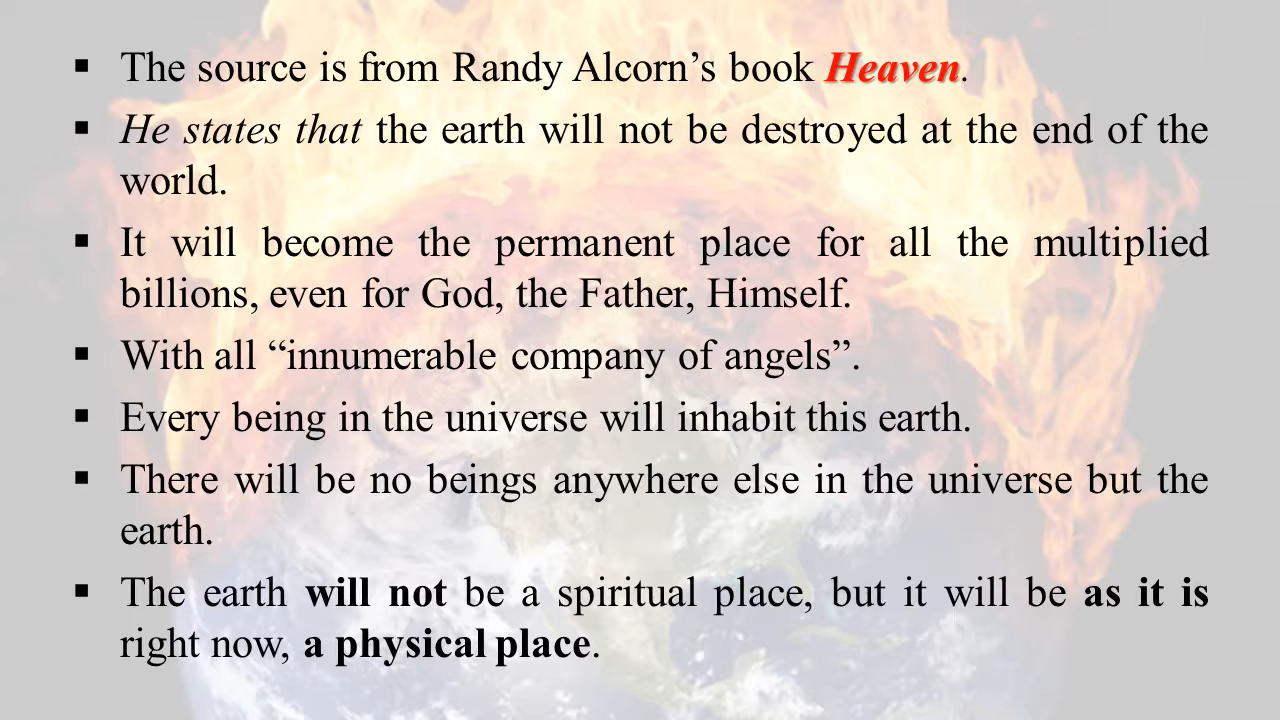 ▪ The source is from Randy Alcorn’s book Heaven.
▪ He states that the earth will not be destroyed at the end of the
world.
▪ It will become the permanent place for all the multiplied
billions, even for God, the Father, Himself.
▪ With all “innumerable company of angels”.
▪ Every being in the universe will inhabit this earth.
▪ There will be no beings anywhere else in the universe but the
earth.
▪ The earth will not be a spiritual place, but it will be as it is
right now, a physical place.